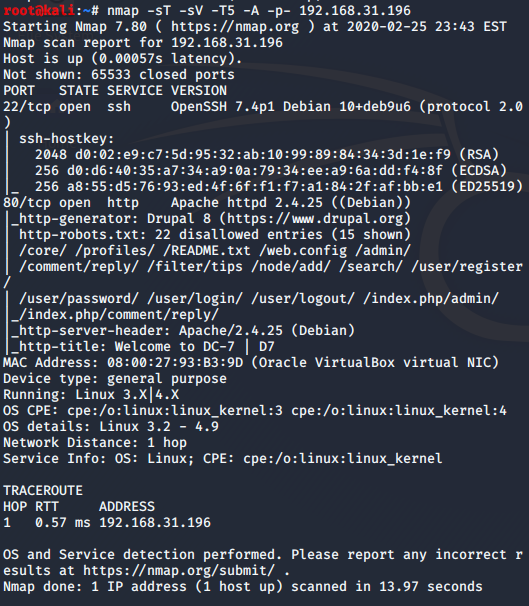 root@kali:~# nmap -sT -sV -T5 -A -p- 192.168.31.196
Starting Nmap 7.80 ( https://nmap.org ) at 2020-02-25 23:43 EST
Nmap scan report for 192.168.31.196
Host is up (0.00057s latency).
Not shown: 65533 closed ports
PORT   STATE SERVICE VERSION
22/tcp open  ssh     OpenSSH 7.4p1 Debian 10+deb9u6 (protocol 2.0
)
| ssh-hostkey:
|   2048 d0:02:e9:c7:5d:95:32:ab:10:99:89:84:34:3d:1e:f9 (RSA)
|   256 d0:d6:40:35:a7:34:a9:0a:79:34:ee:a9:6a:dd:f4:8f (ECDSA)
|_  256 a8:55:d5:76:93:ed:4f:6f:f1:f7:a1:84:2f:af:bb:e1 (ED25519)
80/tcp open  http    Apache httpd 2.4.25 ((Debian))
|_http-generator: Drupal 8 (https://www.drupal.org)
| http-robots.txt: 22 disallowed entries (15 shown)
| /core/ /profiles/ /README.txt /web.config /admin/
| /comment/reply/ /filter/tips /node/add/ /search/ /user/register
/
| /user/password/ /user/login/ /user/logout/ /index.php/admin/
|_/index.php/comment/reply/
|_http-server-header: Apache/2.4.25 (Debian)
|_http-title: Welcome to DC-7 | D7
MAC Address: 08:00:27:93:B3:9D (Oracle VirtualBox virtual NIC)
Device type: general purpose
Running: Linux 3.X|4.X
OS CPE: cpe:/o:linux:linux_kernel:3 cpe:/o:linux:linux_kernel:4
OS details: Linux 3.2 - 4.9
Network Distance: 1 hop
Service Info: OS: Linux; CPE: cpe:/o:linux:linux_kernel
TRACEROUTE
HOP RTT     ADDRESS
1   0.57 ms 192.168.31.196
OS and Service detection performed. Please report any incorrect r
esults at https://nmap.org/submit/ .
Nmap done: 1 IP address (1 host up) scanned in 13.97 seconds